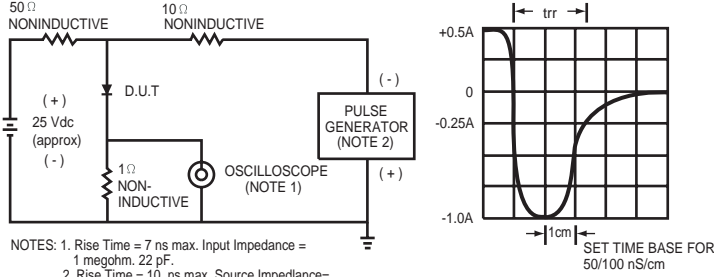 50 Ω
NONINDUCTIVE
10 Ω
NONINDUCTIVE
trr
+0.5A
( + )
25 Vdc
(approx)
( - )
D.U.T
( - )
PULSE
GENERATOR
(NOTE 2)
( + )
0
-0.25A
1 Ω
NON-
INDUCTIVE
OSCILLOSCOPE
(NOTE 1)
-1.0A
1cm
SET TIME BASE FOR
50/100 nS/cm
NOTES: 1. Rise Time = 7 ns max. Input Impedance =
1 megohm. 22 pF.
2. Rise Time = 10 ns max. Source Impedlance=